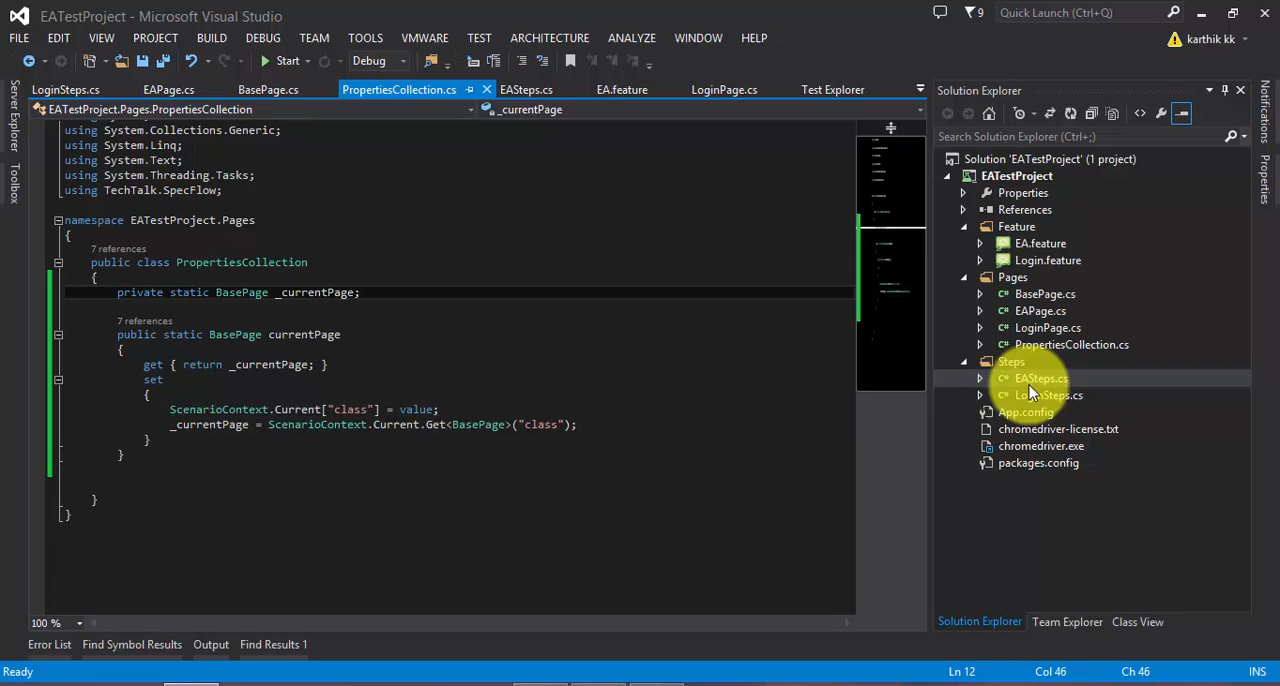 EATestProject - Microsoft Visual Studio
9
Quick Launch (Ctrl+Q)
FILE EDIT VIEW PROJECT BUILD DEBUG TEAM TOOLS VMWARE TEST ARCHITECTURE ANALYZE WINDOW HELP
karthik kk
Start
Debug
Server Explorer
Toolbox
LoginSteps.cs EAPage.cs BasePage.cs PropertiesCollection.cs EASteps.cs EA.feature LoginPage.cs Test Explorer
EATestProject.Pages.PropertiesCollection
_currentPage
using System.Collections.Generic;
using System.Linq;
using System.Text;
using System.Threading.Tasks;
using TechTalk.SpecFlow;
namespace EATestProject.Pages
{
7 references
public class PropertiesCollection
{
private static BasePage _currentPage;
7 references
public static BasePage currentPage
{
get { return _currentPage; }
set
{
ScenarioContext.Current["class"] = value;
_currentPage = ScenarioContext.Current.Get<BasePage>("class");
}
}
}
}
100 %
Solution Explorer
Search Solution Explorer (Ctrl+;)
Solution 'EATestProject' (1 project)
EATestProject
Properties
References
Feature
EA.feature
Login.feature
Pages
BasePage.cs
EAPage.cs
LoginPage.cs
PropertiesCollection.cs
Steps
EASteps.cs
LoginSteps.cs
App.config
chromedriver-license.txt
chromedriver.exe
packages.config
Solution Explorer Team Explorer Class View
Notifications
Properties
Error List Find Symbol Results Output Find Results 1
Ready
Ln 12 Col 46 Ch 46 INS